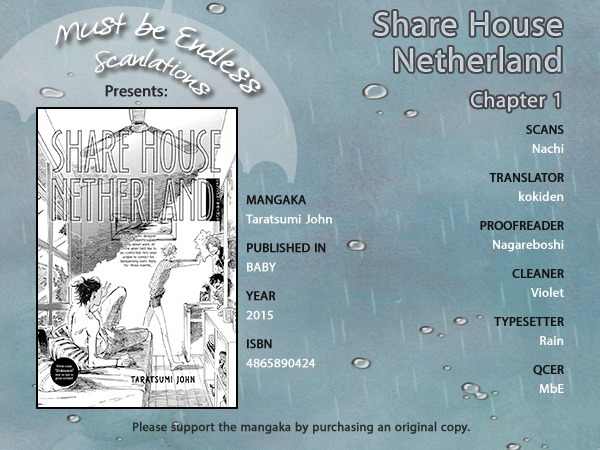 Must be Endless
Scanlations
Presents:
Share House
Netherland
Chapter 1
SHARE HOUSE
NETHERLAND
TARATSUMI JOHN
MANGAKA
Taratsumi John
PUBLISHED IN
BABY
YEAR
2015
ISBN
4865890424
SCANS
Nachi
TRANSLATOR
kokiden
PROOFREADER
Nagareboshi
CLEANER
Violet
TYPESETTER
Rain
QCER
MbE
Please support the mangaka by purchasing an original copy.